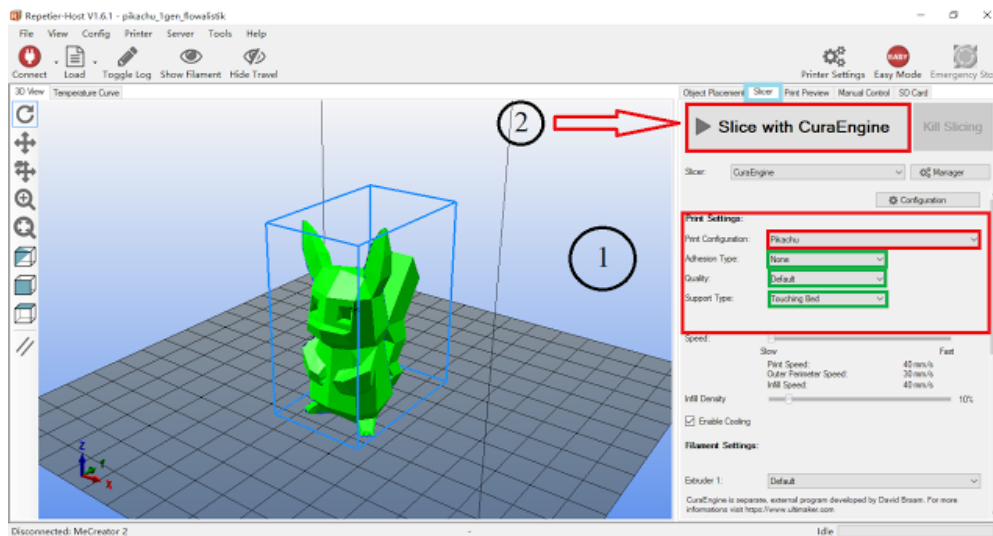 Repetier-Host V1.6.1 - pikachu_1gen_flowalistik
File View Config Printer Server Tools Help
Connect Load Toggle Log Show Filament Hide Travel Printer Settings Easy Mode Emergency Sto
3D View Temperature Curve Object Placement Slicer Print Preview Manual Control SD Card
2
Slice with CuraEngine Kill Slicing
Slicer: CuraEngine Manager
Configuration
Print Settings:
Print Configuration: Pikachu
1
Adhesion Type: None
Quality: Default
Support Type: Touching Bed
Speed:
Slow Fast
Print Speed: 40 mm/s
Outer Perimeter Speed: 30 mm/s
Infill Speed: 40 mm/s
Infill Density 10%
Enable Cooling
Filament Settings:
Z
Y
X
Extruder 1: Default
CuraEngine is separate, external program developed by David Braam. For more
informations visit https://www.ultimaker.com
Disconnected: MeCreator 2 - Idle